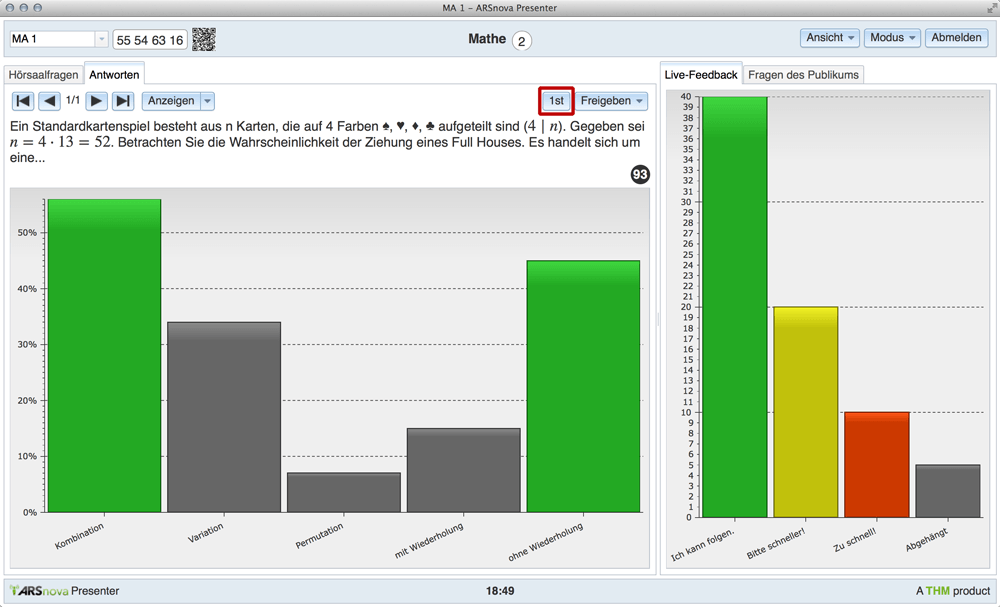 MA 1 – ARSnova Presenter
MA 1
55 54 63 16
Mathe 2
Ansicht
Modus
Abmelden
Hörsaalfragen
Antworten
1/1
Anzeigen
1st
Freigeben
Ein Standardkartenspiel besteht aus n Karten, die auf 4 Farben ♠, ♥, ♦, ♣ aufgeteilt sind (4 | n). Gegeben sei
n = 4 · 13 = 52. Betrachten Sie die Wahrscheinlichkeit der Ziehung eines Full Houses. Es handelt sich um
eine...
93
50%
40%
30%
20%
10%
0%
Kombination
Variation
Permutation
mit Wiederholung
ohne Wiederholung
Live-Feedback
Fragen des Publikums
40
39
38
37
36
35
34
33
32
31
30
29
28
27
26
25
24
23
22
21
20
19
18
17
16
15
14
13
12
11
10
9
8
7
6
5
4
3
2
1
0
Ich kann folgen.
Bitte schneller!
Zu schnell!
Abgehängt
ARSnova Presenter
18:49
A THM product